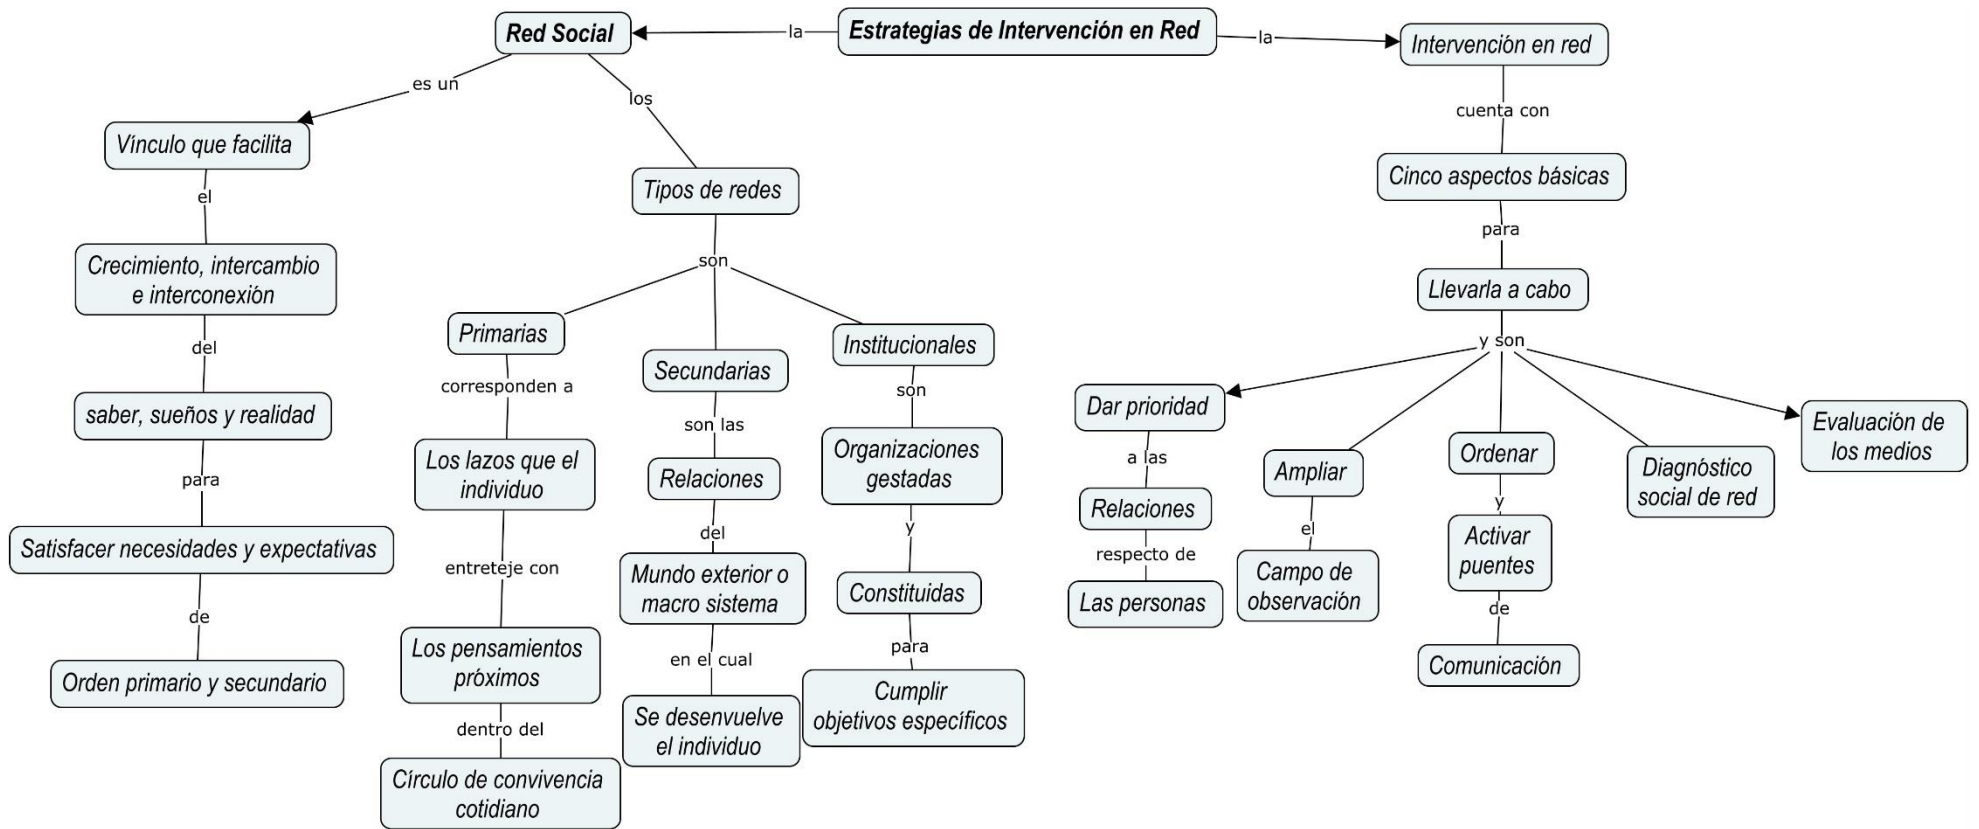 Estrategias de Intervención en Red
la
Red Social
es un
Vínculo que facilita
el
Crecimiento, intercambio
e interconexión
del
saber, sueños y realidad
para
Satisfacer necesidades y expectativas
de
Orden primario y secundario
los
Tipos de redes
son
Primarias
corresponden a
Los lazos que el
individuo
entreteje con
Los pensamientos
próximos
dentro del
Círculo de convivencia
cotidiano
Secundarias
son las
Relaciones
del
Mundo exterior o
macro sistema
en el cual
Se desenvuelve
el individuo
Institucionales
son
Organizaciones
gestadas
y
Constituidas
para
Cumplir
objetivos específicos
la
Intervención en red
cuenta con
Cinco aspectos básicas
para
Llevarla a cabo
y son
Dar prioridad
a las
Relaciones
respecto de
Las personas
Ampliar
el
Campo de
observación
Ordenar
y
Activar
puentes
de
Comunicación
Diagnóstico
social de red
Evaluación de
los medios